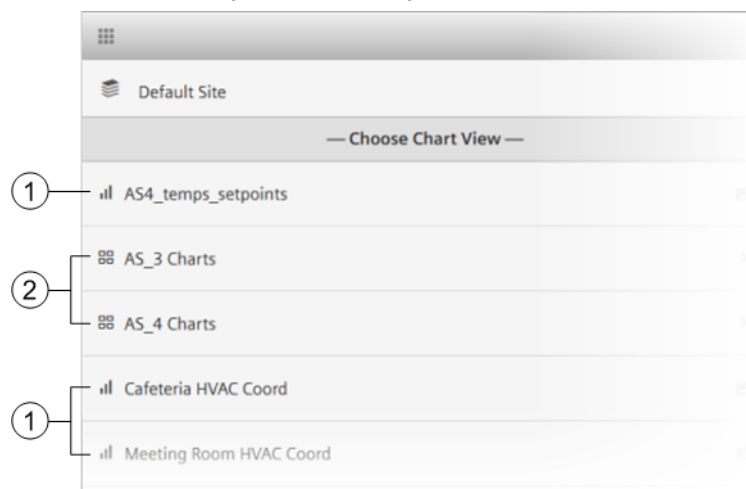 Default Site
— Choose Chart View —
1
AS4_temps_setpoints
AS_3 Charts
2
AS_4 Charts
Cafeteria HVAC Coord
1
Meeting Room HVAC Coord